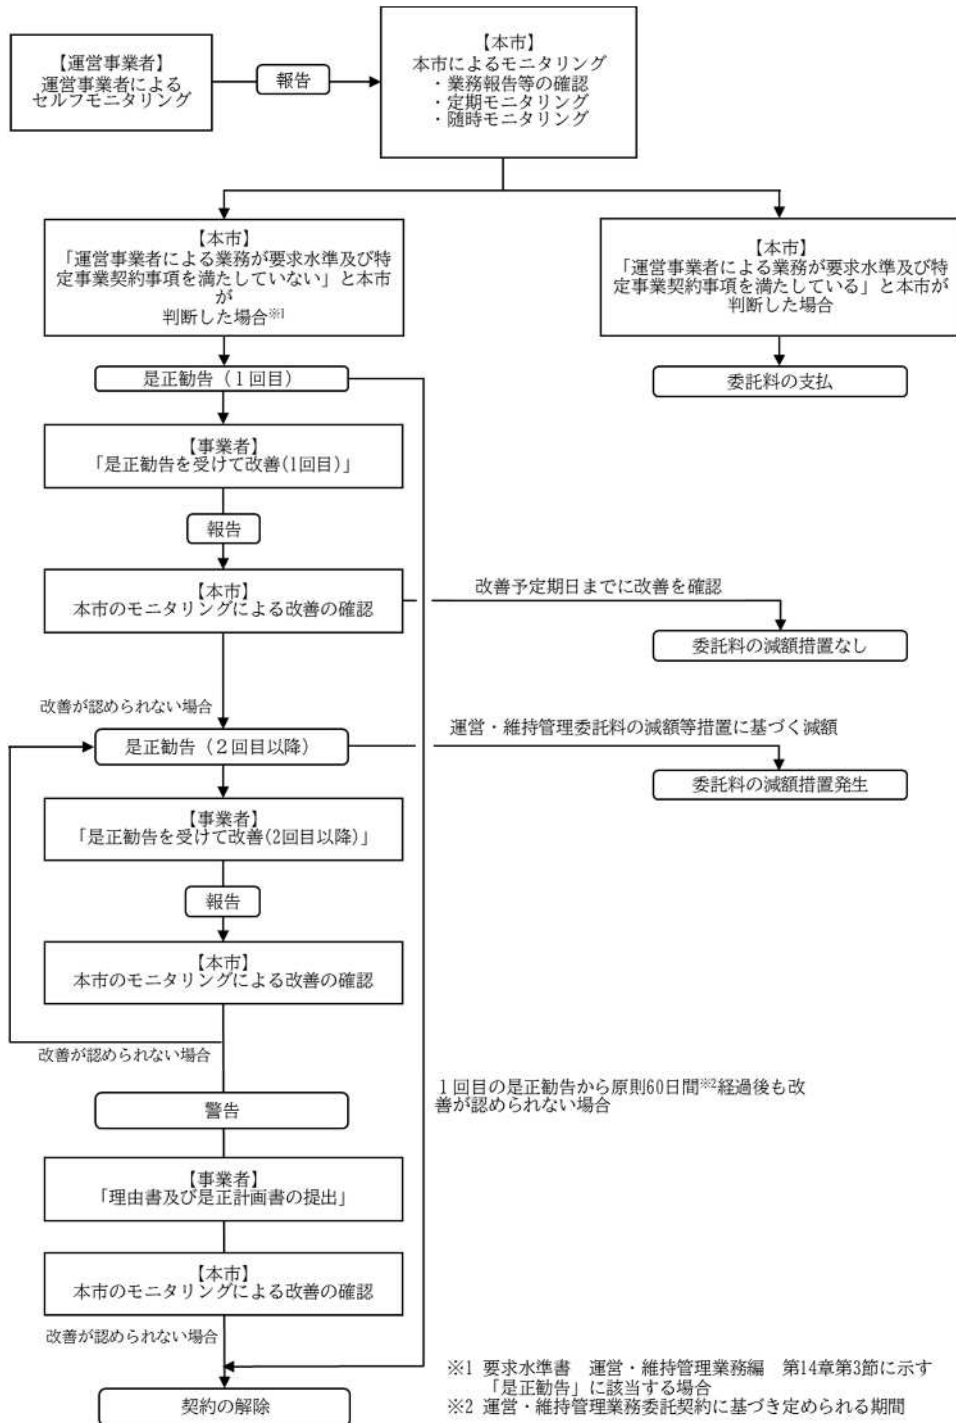 【運営事業者】
運営事業者による
セルフモニタリング
報告
【本市】
本市によるモニタリング
・業務報告等の確認
・定期モニタリング
・随時モニタリング
【本市】
「運営事業者による業務が要求水準及び特
定事業契約事項を満たしていない」と本市
が
判断した場合※1
【本市】
「運営事業者による業務が要求水準及び特
定事業契約事項を満たしている」と本市が
判断した場合
是正勧告（１回目）
委託料の支払
【事業者】
「是正勧告を受けて改善(1回目)」
報告
【本市】
本市のモニタリングによる改善の確認
改善予定期日までに改善を確認
委託料の減額措置なし
改善が認められない場合
是正勧告（２回目以降）
運営・維持管理委託料の減額等措置に基づく減額
委託料の減額措置発生
【事業者】
「是正勧告を受けて改善(2回目以降)」
報告
【本市】
本市のモニタリングによる改善の確認
改善が認められない場合
１回目の是正勧告から原則60日間※2経過後も改
善が認められない場合
警告
【事業者】
「理由書及び是正計画書の提出」
【本市】
本市のモニタリングによる改善の確認
改善が認められない場合
契約の解除
※1 要求水準書　運営・維持管理業務編　第14章第3節に示す
「是正勧告」に該当する場合
※2 運営・維持管理業務委託契約に基づき定められる期間